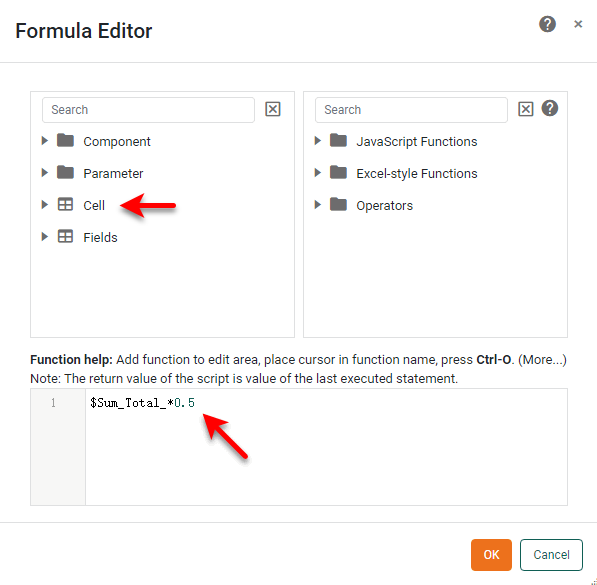 Formula Editor
Search
Component
Parameter
Cell
Fields
Search
JavaScript Functions
Excel-style Functions
Operators
Function help: Add function to edit area, place cursor in function name, press Ctrl-O. (More...)
Note: The return value of the script is value of the last executed statement.
1 $Sum_Total_*0.5
OK Cancel